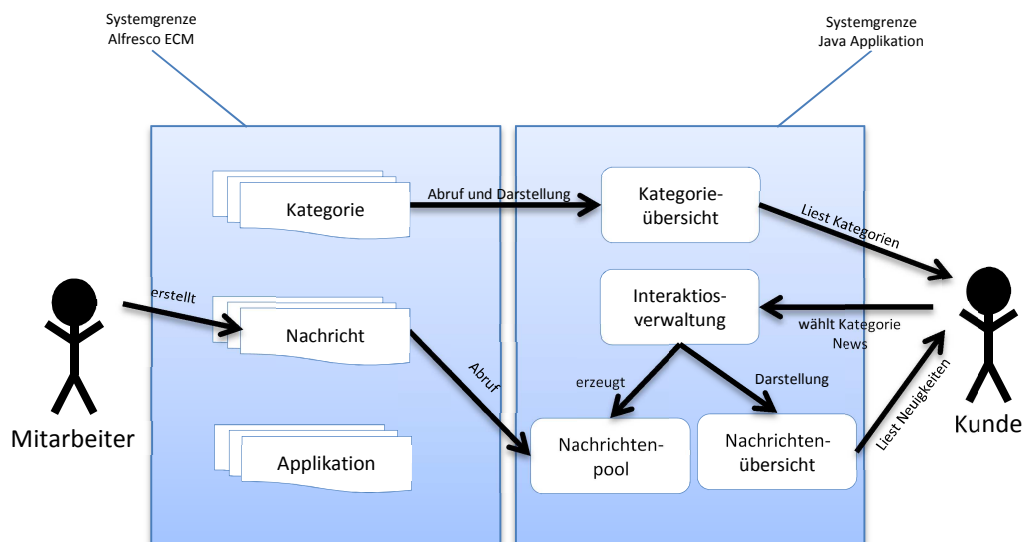 Systemgrenze
Alfresco ECM
Systemgrenze
Java Applikation
Kategorie
Abruf und Darstellung
Kategorie-
übersicht
Liest Kategorien
erstellt
Nachricht
Interaktios-
verwaltung
wählt Kategorie
News
Abruf
erzeugt
Darstellung
Liest Neuigkeiten
Mitarbeiter
Kunde
Applikation
Nachrichten-
pool
Nachrichten-
übersicht